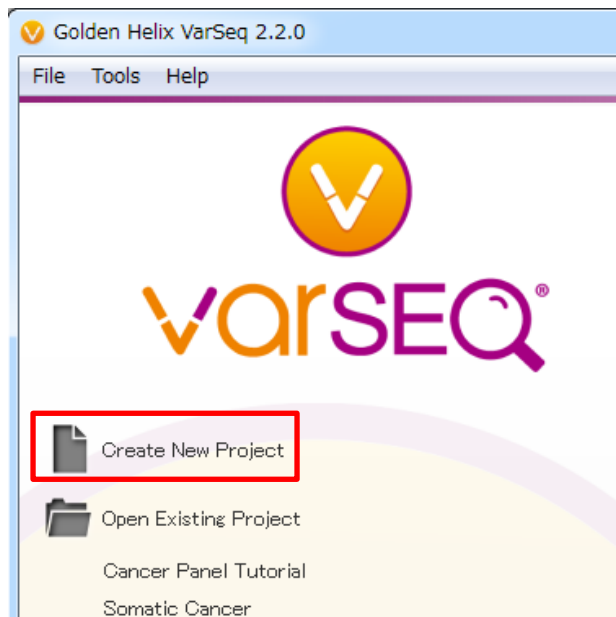 Golden Helix VarSeq 2.2.0
File Tools Help
varSEQ®
Create New Project
Open Existing Project
Cancer Panel Tutorial
Somatic Cancer